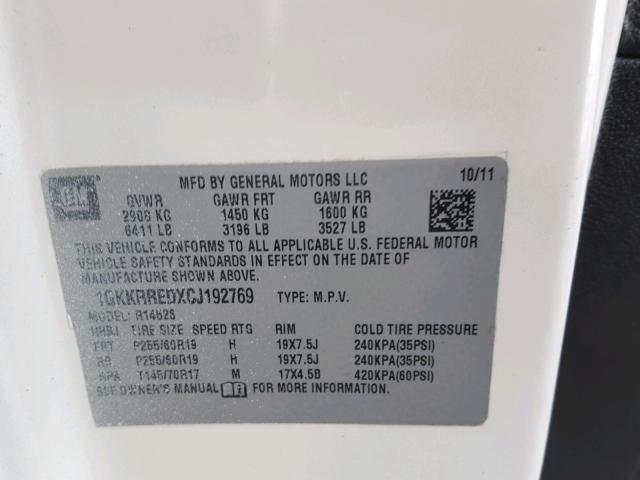 GM
MFD BY GENERAL MOTORS LLC 10/11
GVWR GAWR FRT GAWR RR
2908 KG 1450 KG 1600 KG
6411 LB 3196 LB 3527 LB
THIS VEHICLE CONFORMS TO ALL APPLICABLE U.S. FEDERAL MOTOR
VEHICLE SAFETY STANDARDS IN EFFECT ON THE DATE OF
MANUFACTURE SHOWN ABOVE.
1GKKRREDXCJ192769 TYPE: M.P.V.
MODEL: R14526
TIRE SIZE SPEED RTG RIM COLD TIRE PRESSURE
FRT P255/60R19 H 19X7.5J 240KPA(35PSI)
RR P255/60R19 H 19X7.5J 240KPA(35PSI)
SPA T145/70R17 M 17X4.5B 420KPA(60PSI)
SEE OWNER'S MANUAL FOR MORE INFORMATION.